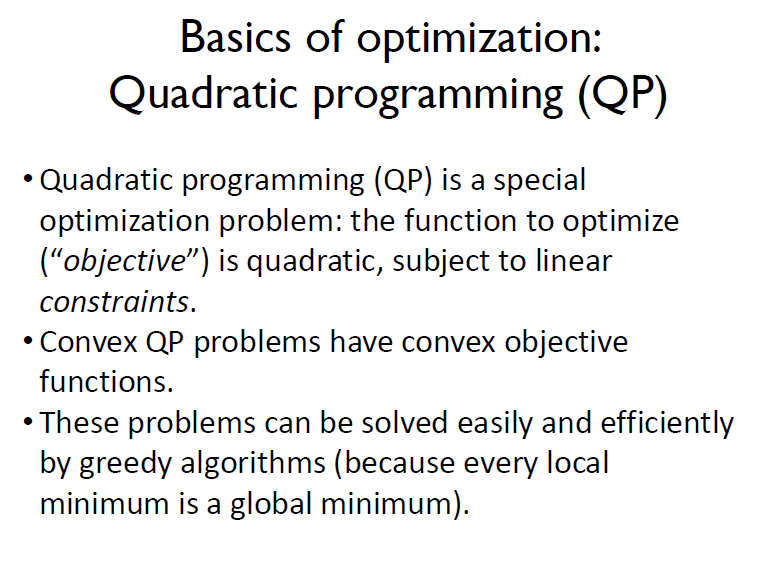 Basics of optimization:
Quadratic programming (QP)
• Quadratic programming (QP) is a special
optimization problem: the function to optimize
(“objective”) is quadratic, subject to linear
constraints.
• Convex QP problems have convex objective
functions.
• These problems can be solved easily and efficiently
by greedy algorithms (because every local
minimum is a global minimum).